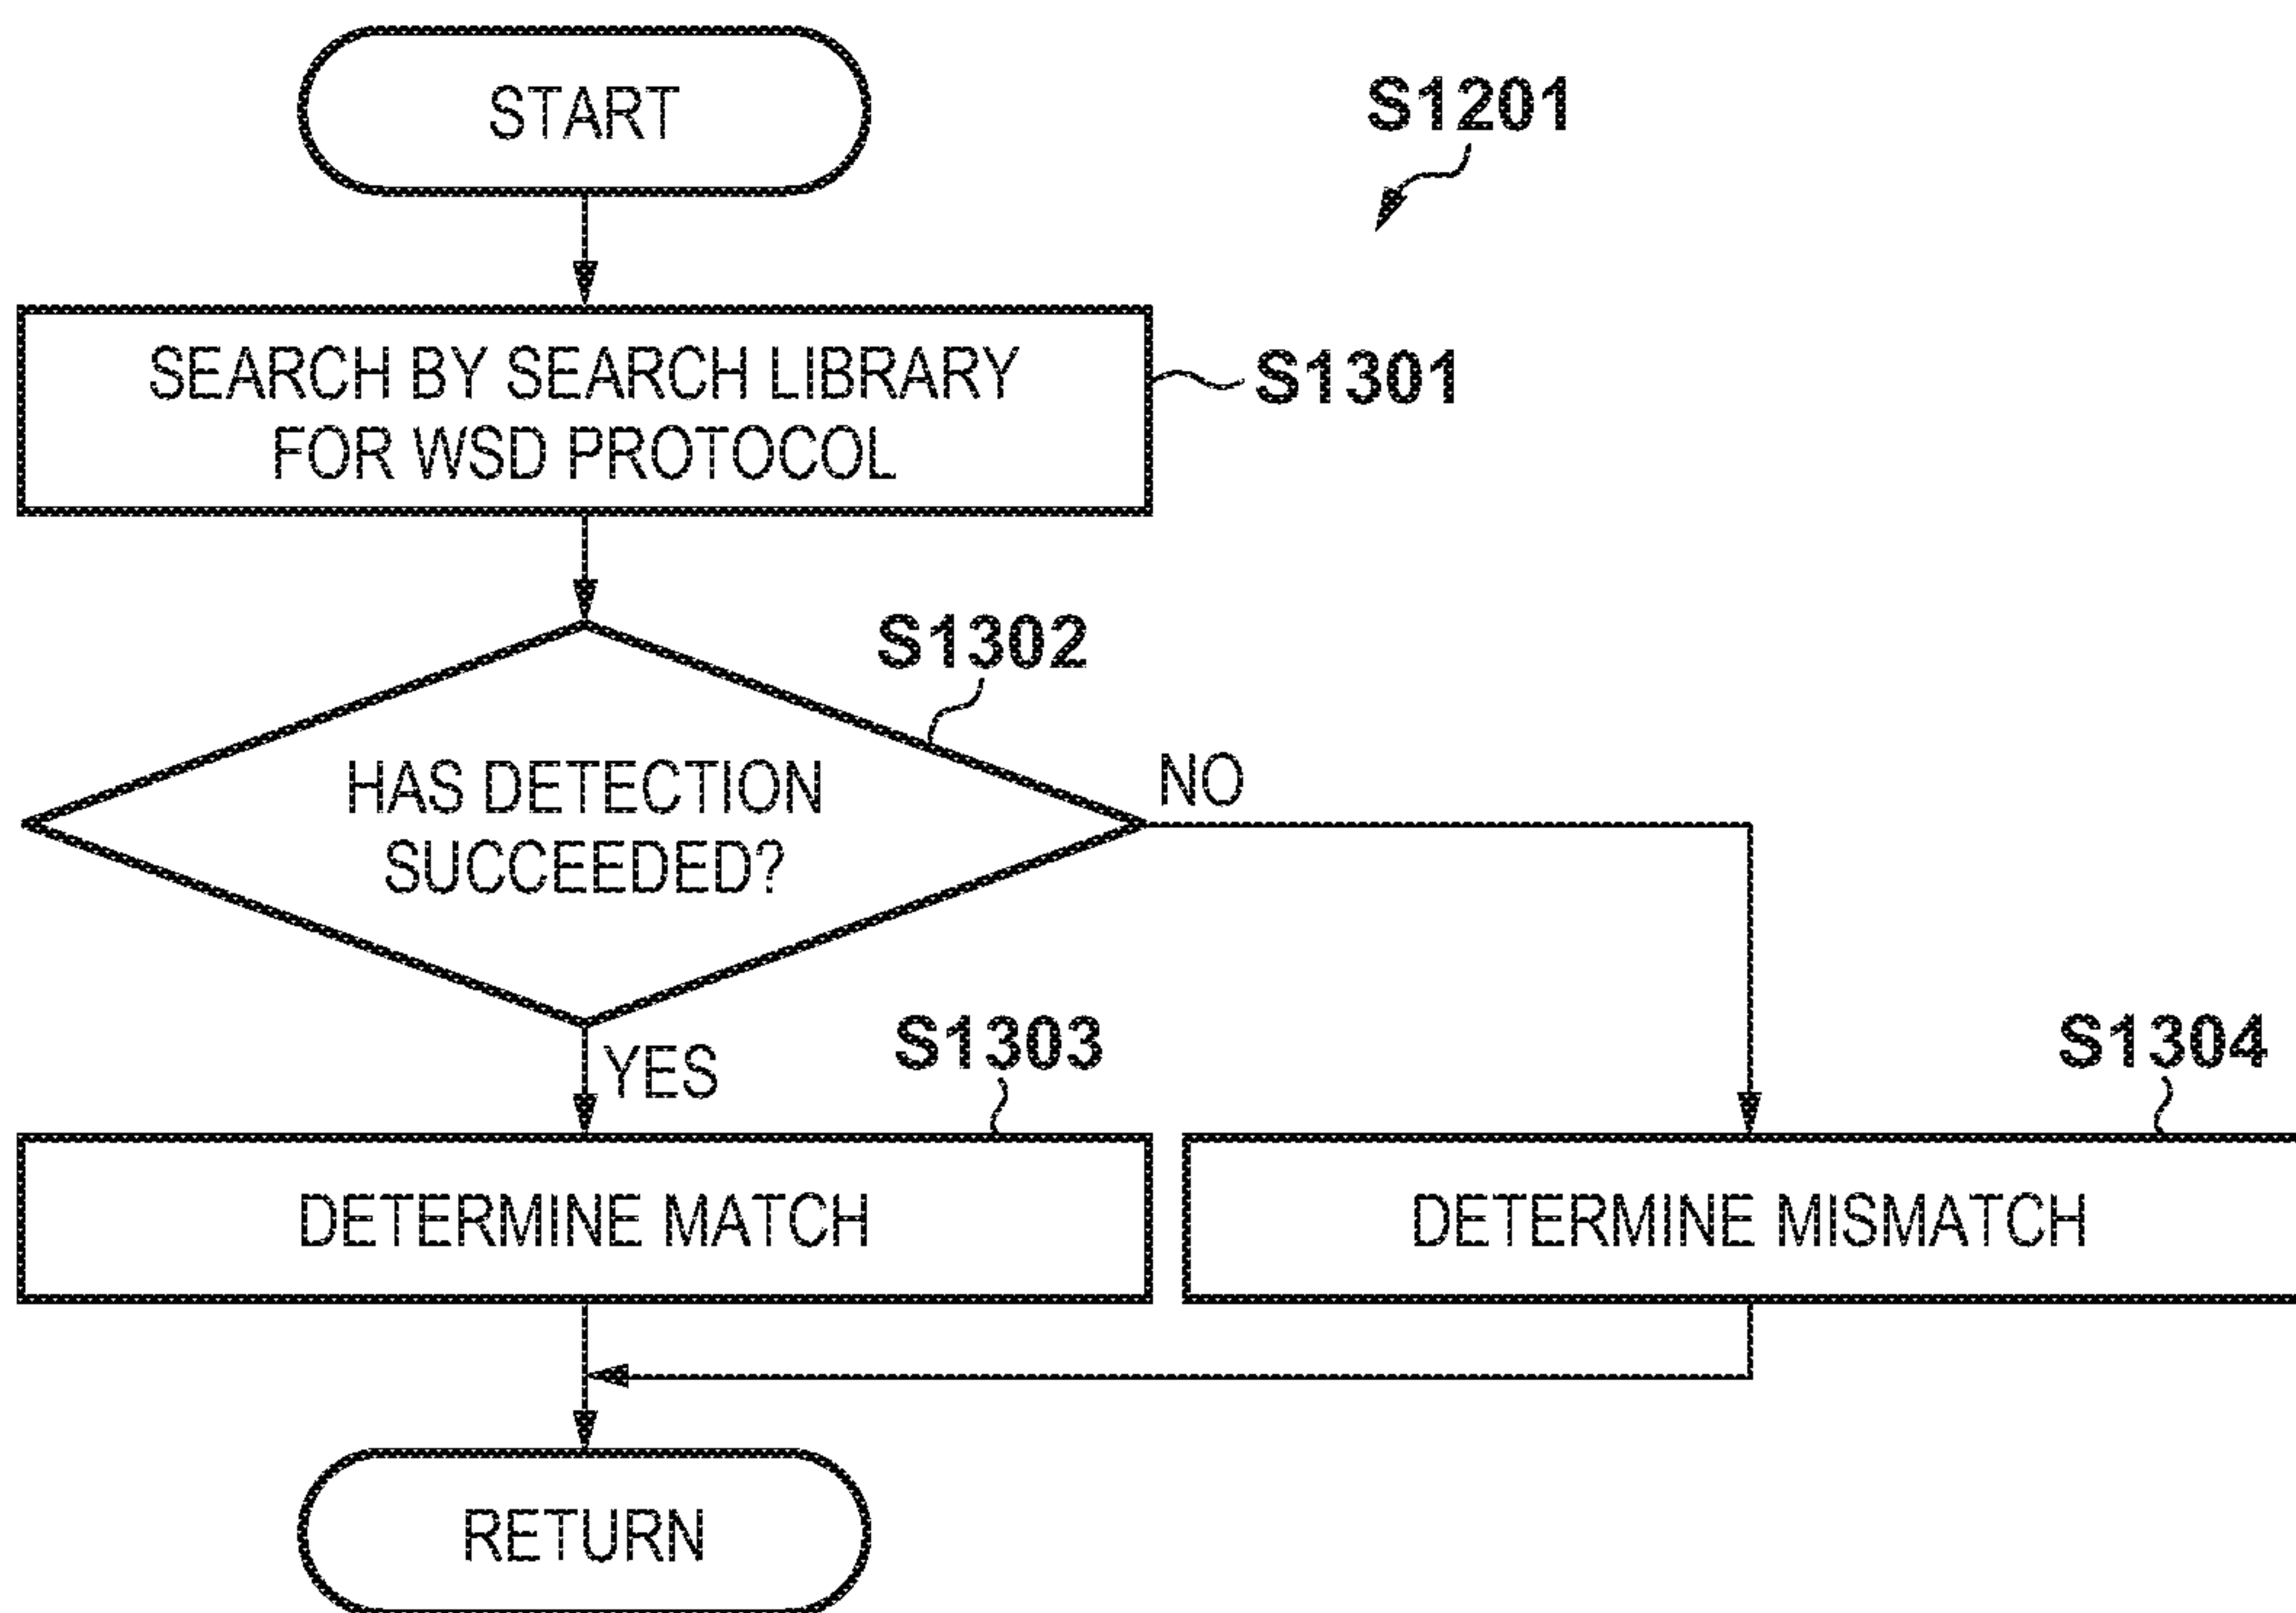 START
S1201
SEARCH BY SEARCH LIBRARY
FOR WSD PROTOCOL
S1301
S1302
HAS DETECTION
SUCCEEDED?
NO
YES
S1303
S1304
DETERMINE MATCH
DETERMINE MISMATCH
RETURN